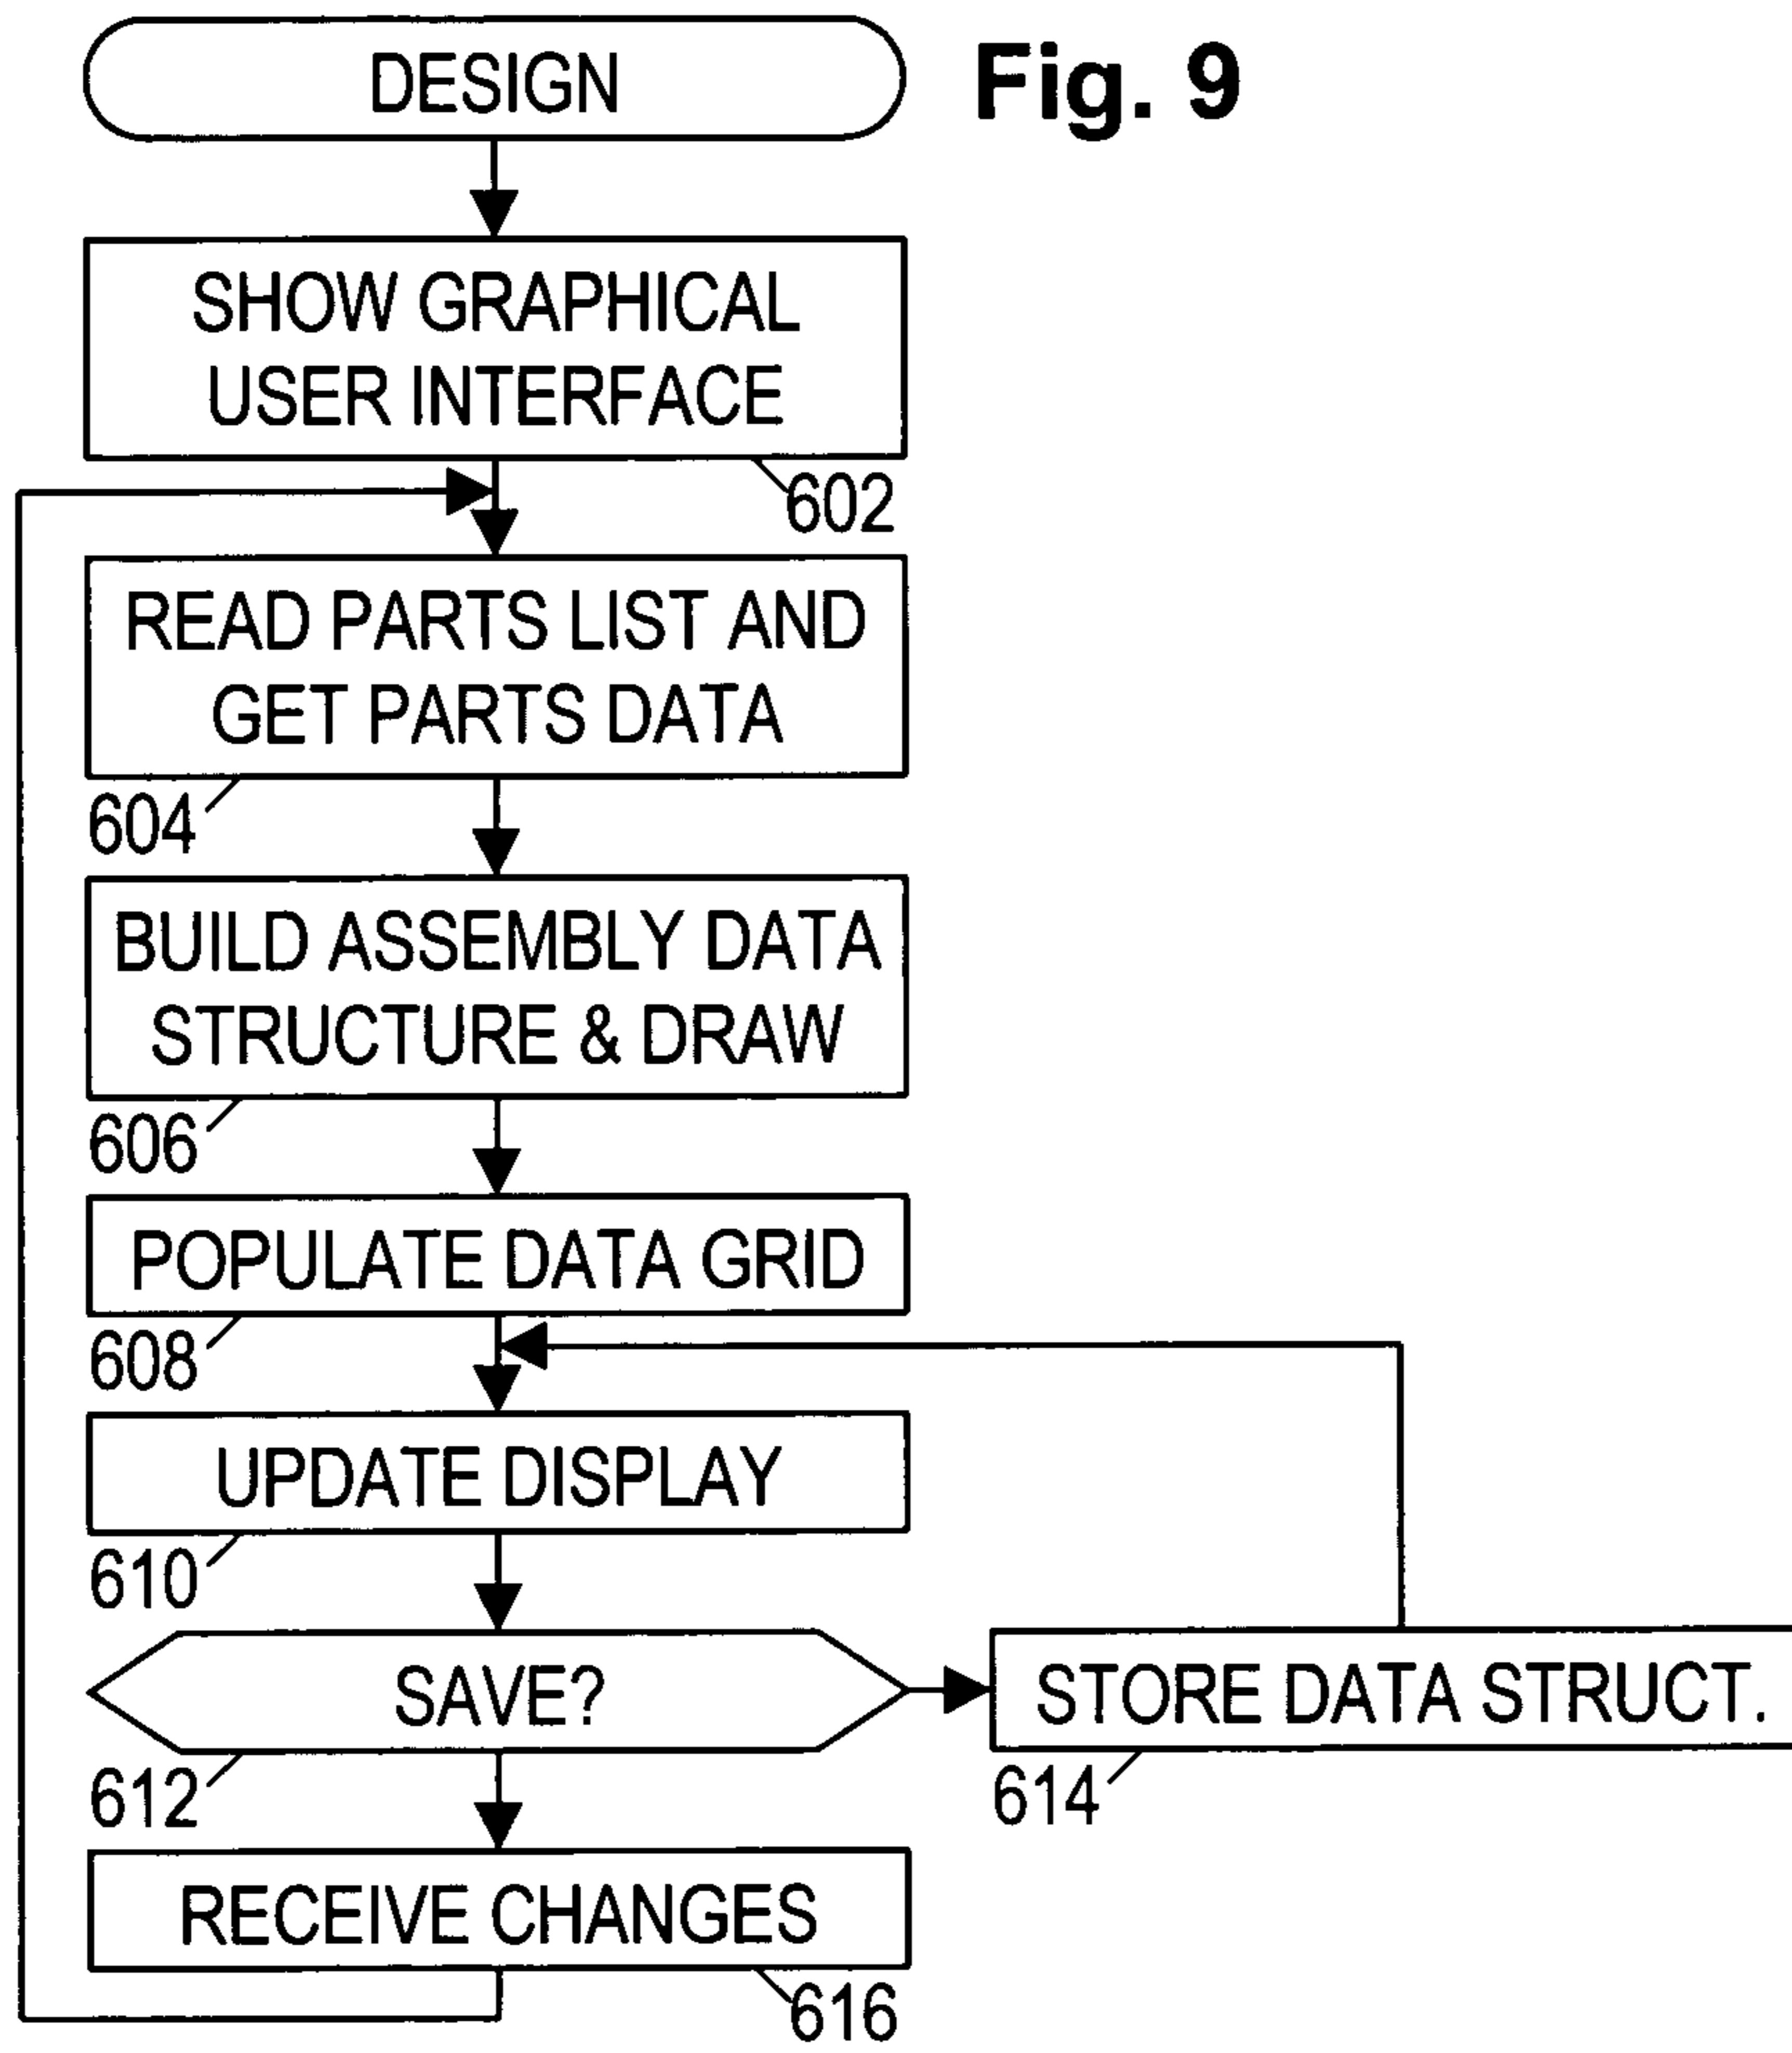 DESIGN
Fig. 9
SHOW GRAPHICAL
USER INTERFACE
602
READ PARTS LIST AND
GET PARTS DATA
604
BUILD ASSEMBLY DATA
STRUCTURE & DRAW
606
POPULATE DATA GRID
608
UPDATE DISPLAY
610
SAVE?
612
STORE DATA STRUCT.
614
RECEIVE CHANGES
616